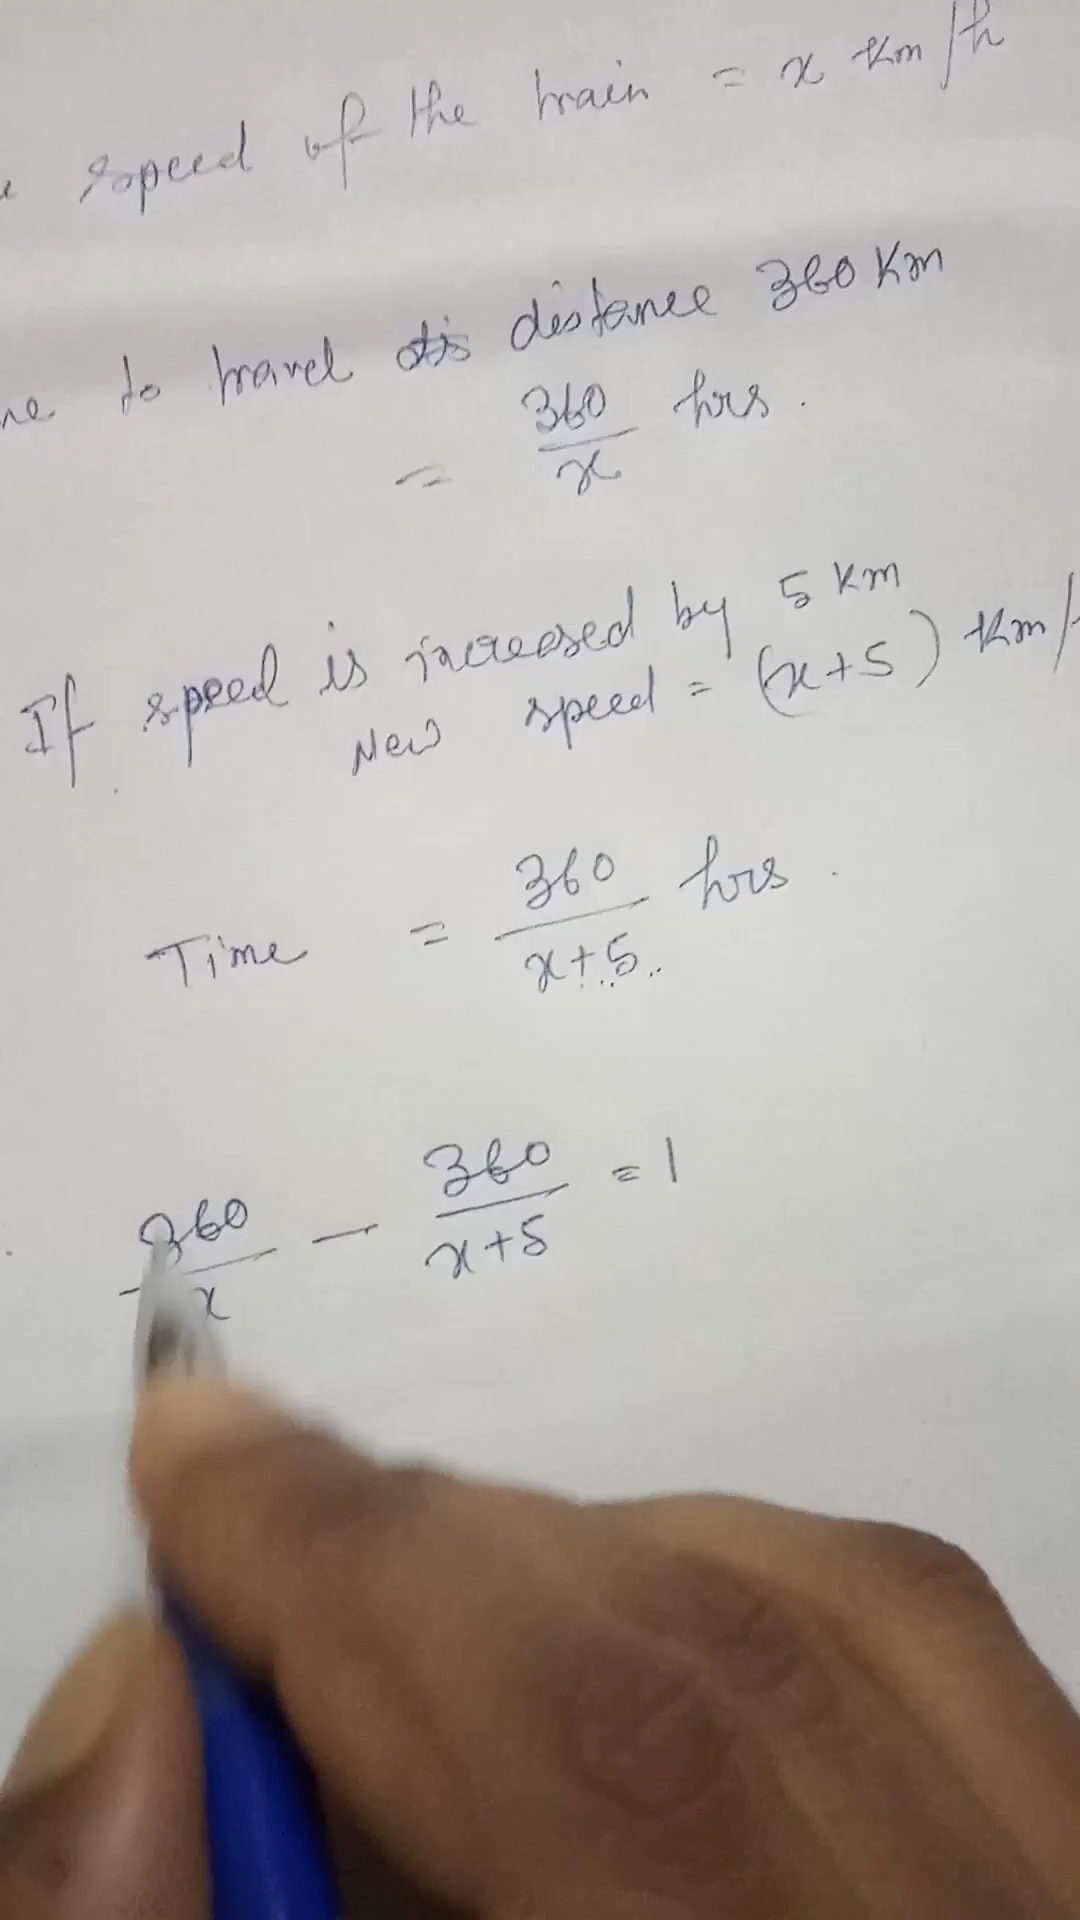 speed of the train = x km/h
to travel distance 360 Km
= 360/x hrs.
If speed is increased by 5 Km
New speed = (x+5) km/
Time = 360/x+5 hrs.
360/x - 360/x+5 = 1